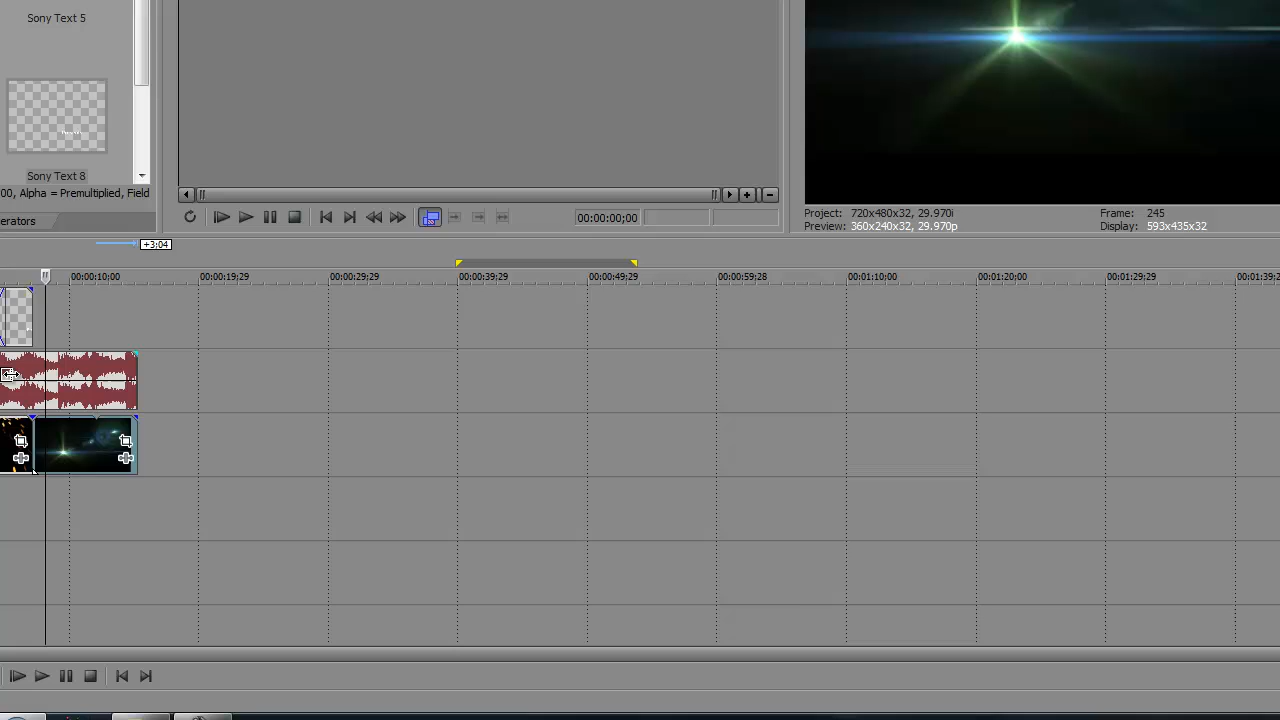 Sony Text 5
Sony Text 8
00, Alpha = Premultiplied, Field
erators
00:00:00;00
Project: 720x480x32, 29.970i
Preview: 360x240x32, 29.970p
Frame: 245
Display: 593x435x32
+3;04
00:00:10;00 00:00:19;29 00:00:29;29 00:00:39;29 00:00:49;29 00:00:59;28 00:01:10;00 00:01:20;00 00:01:29;29 00:01:39;2